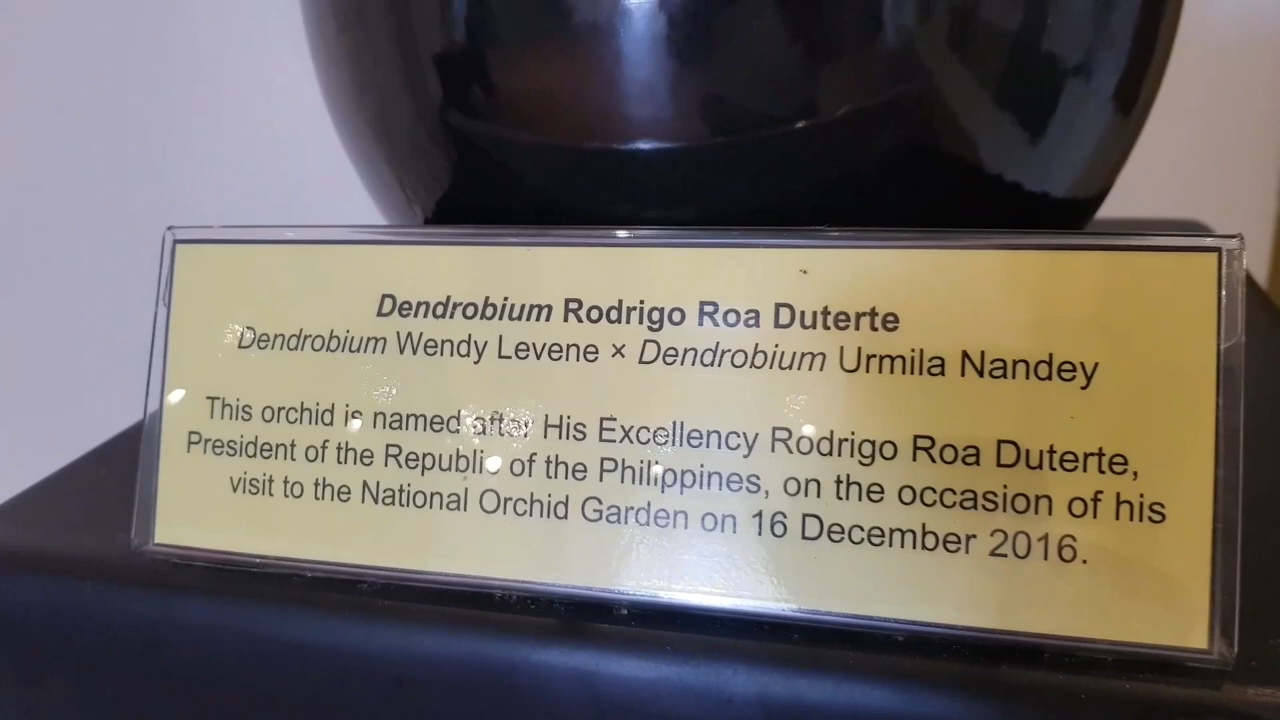 Dendrobium Rodrigo Roa Duterte
Dendrobium Wendy Levene × Dendrobium Urmila Nandey
This orchid is named after His Excellency Rodrigo Roa Duterte,
President of the Republic of the Philippines, on the occasion of his
visit to the National Orchid Garden on 16 December 2016.